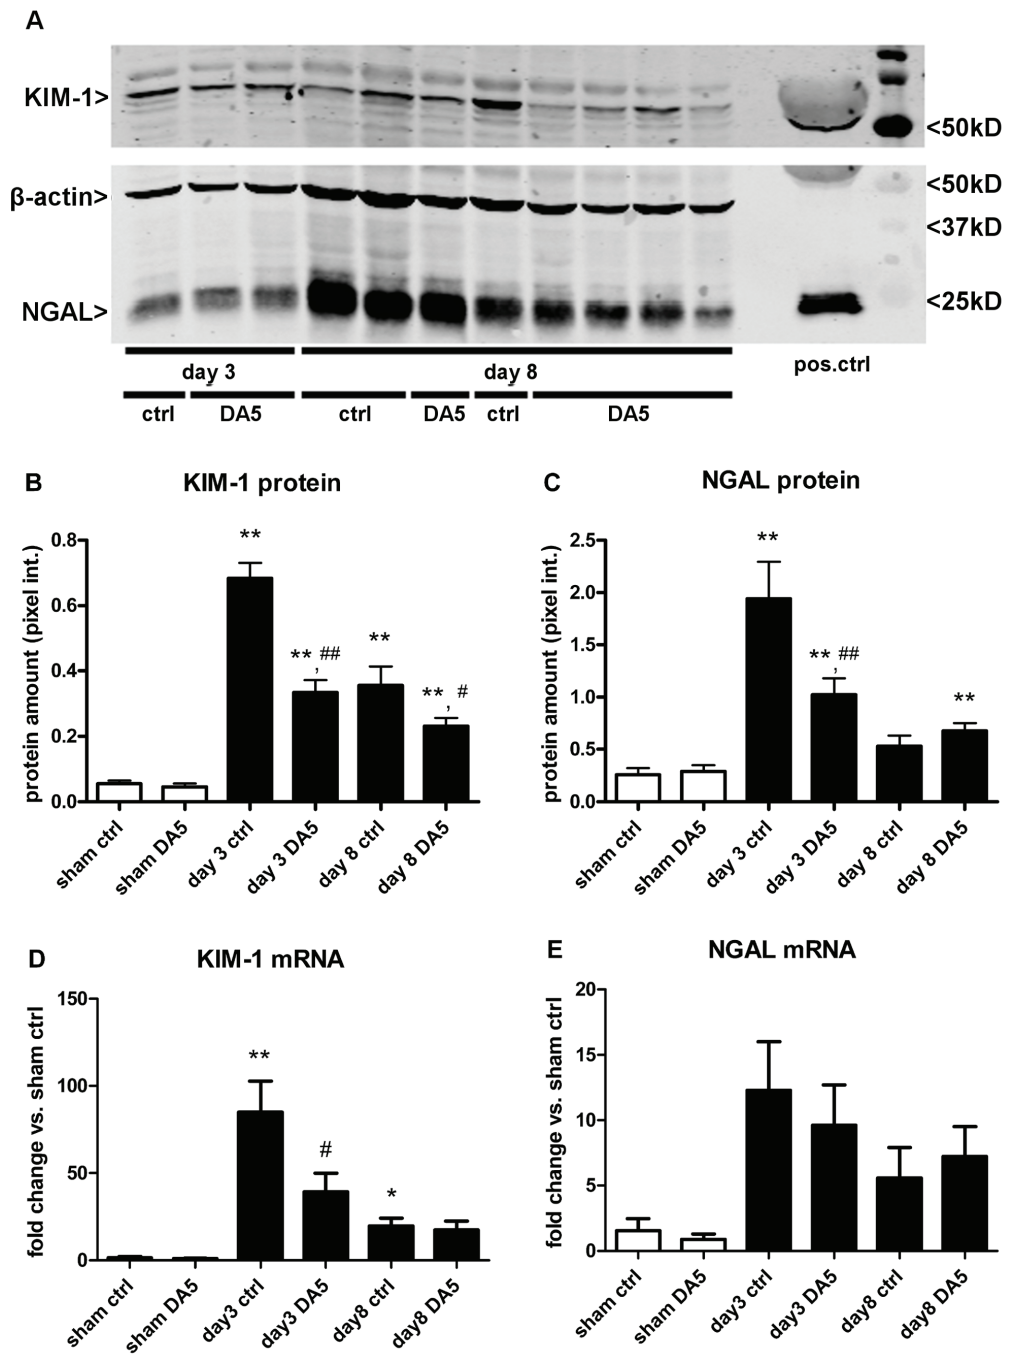 A
KIM-1>
<50kD
β-actin>
<50kD
<37kD
NGAL>
<25kD
day 3
day 8
pos.ctrl
ctrl
DA5
ctrl
DA5
ctrl
DA5
B
KIM-1 protein
protein amount (pixel int.)
0.8
0.6
0.4
0.2
0.0
**
**, ##
**
**, #
sham ctrl
sham DA5
day 3 ctrl
day 3 DA5
day 8 ctrl
day 8 DA5
C
NGAL protein
protein amount (pixel int.)
2.5
2.0
1.5
1.0
0.5
0.0
**
**, ##
**
sham ctrl
sham DA5
day 3 ctrl
day 3 DA5
day 8 ctrl
day 8 DA5
D
KIM-1 mRNA
fold change vs. sham ctrl
150
100
50
0
**
#
*
sham ctrl
sham DA5
day3 ctrl
day3 DA5
day8 ctrl
day8 DA5
E
NGAL mRNA
fold change vs. sham ctrl
20
15
10
5
0
sham ctrl
sham DA5
day3 ctrl
day3 DA5
day8 ctrl
day8 DA5